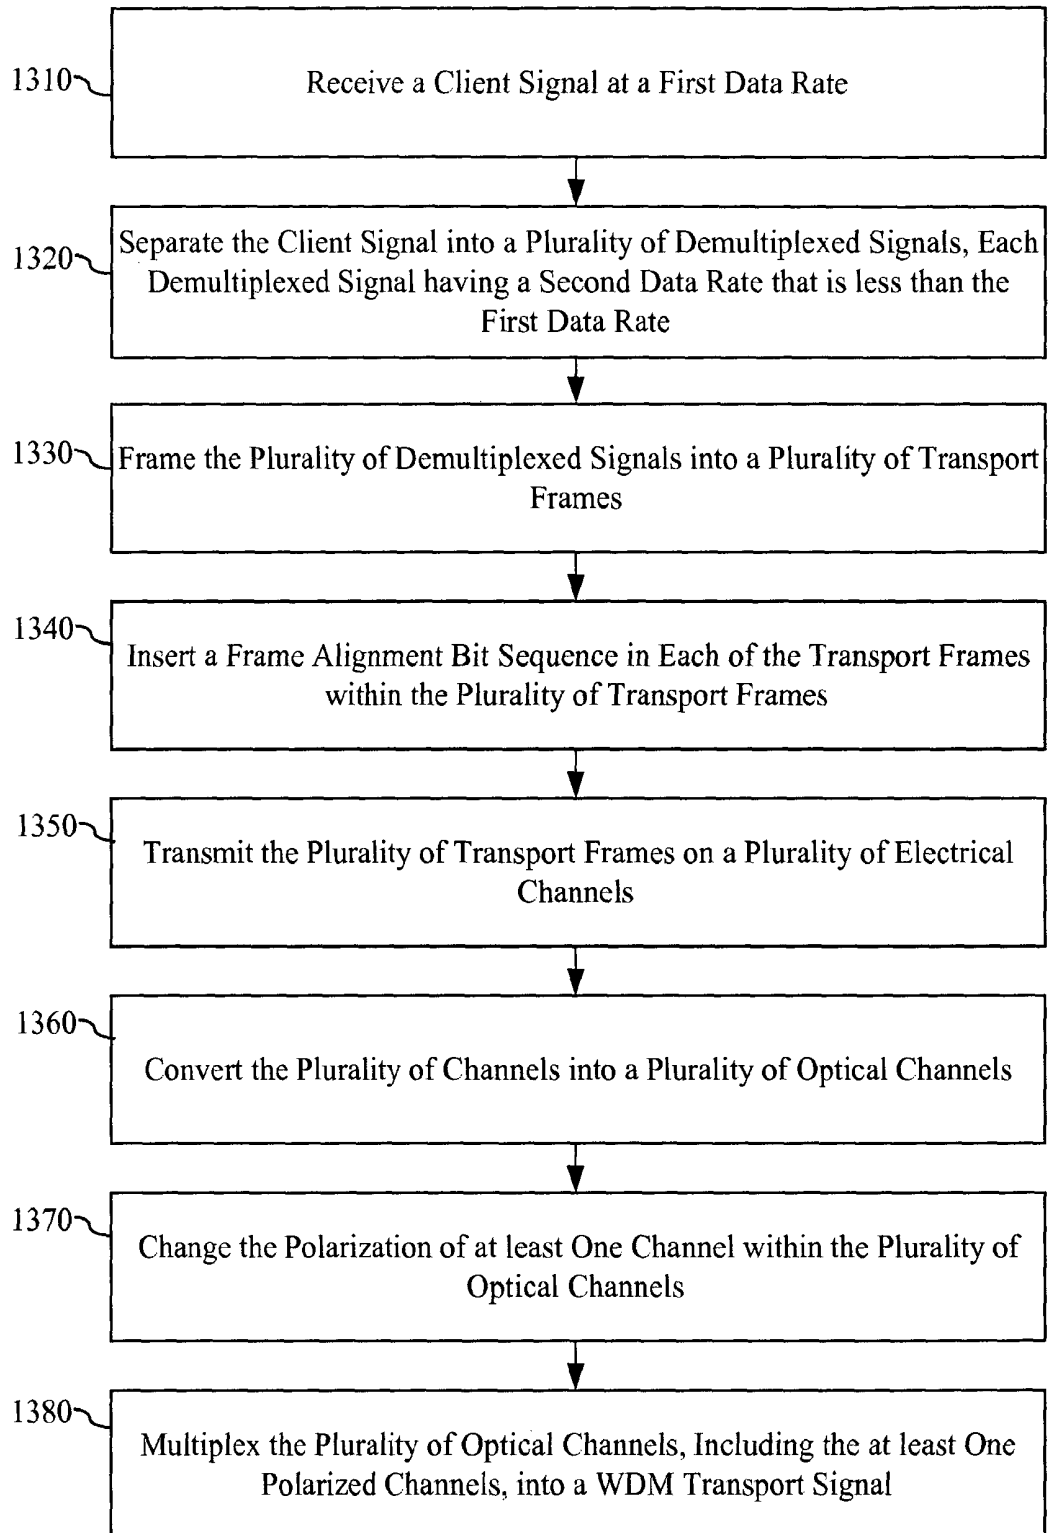 1310
Receive a Client Signal at a First Data Rate
1320
Separate the Client Signal into a Plurality of Demultiplexed Signals, Each
Demultiplexed Signal having a Second Data Rate that is less than the
First Data Rate
1330
Frame the Plurality of Demultiplexed Signals into a Plurality of Transport
Frames
1340
Insert a Frame Alignment Bit Sequence in Each of the Transport Frames
within the Plurality of Transport Frames
1350
Transmit the Plurality of Transport Frames on a Plurality of Electrical
Channels
1360
Convert the Plurality of Channels into a Plurality of Optical Channels
1370
Change the Polarization of at least One Channel within the Plurality of
Optical Channels
1380
Multiplex the Plurality of Optical Channels, Including the at least One
Polarized Channels, into a WDM Transport Signal